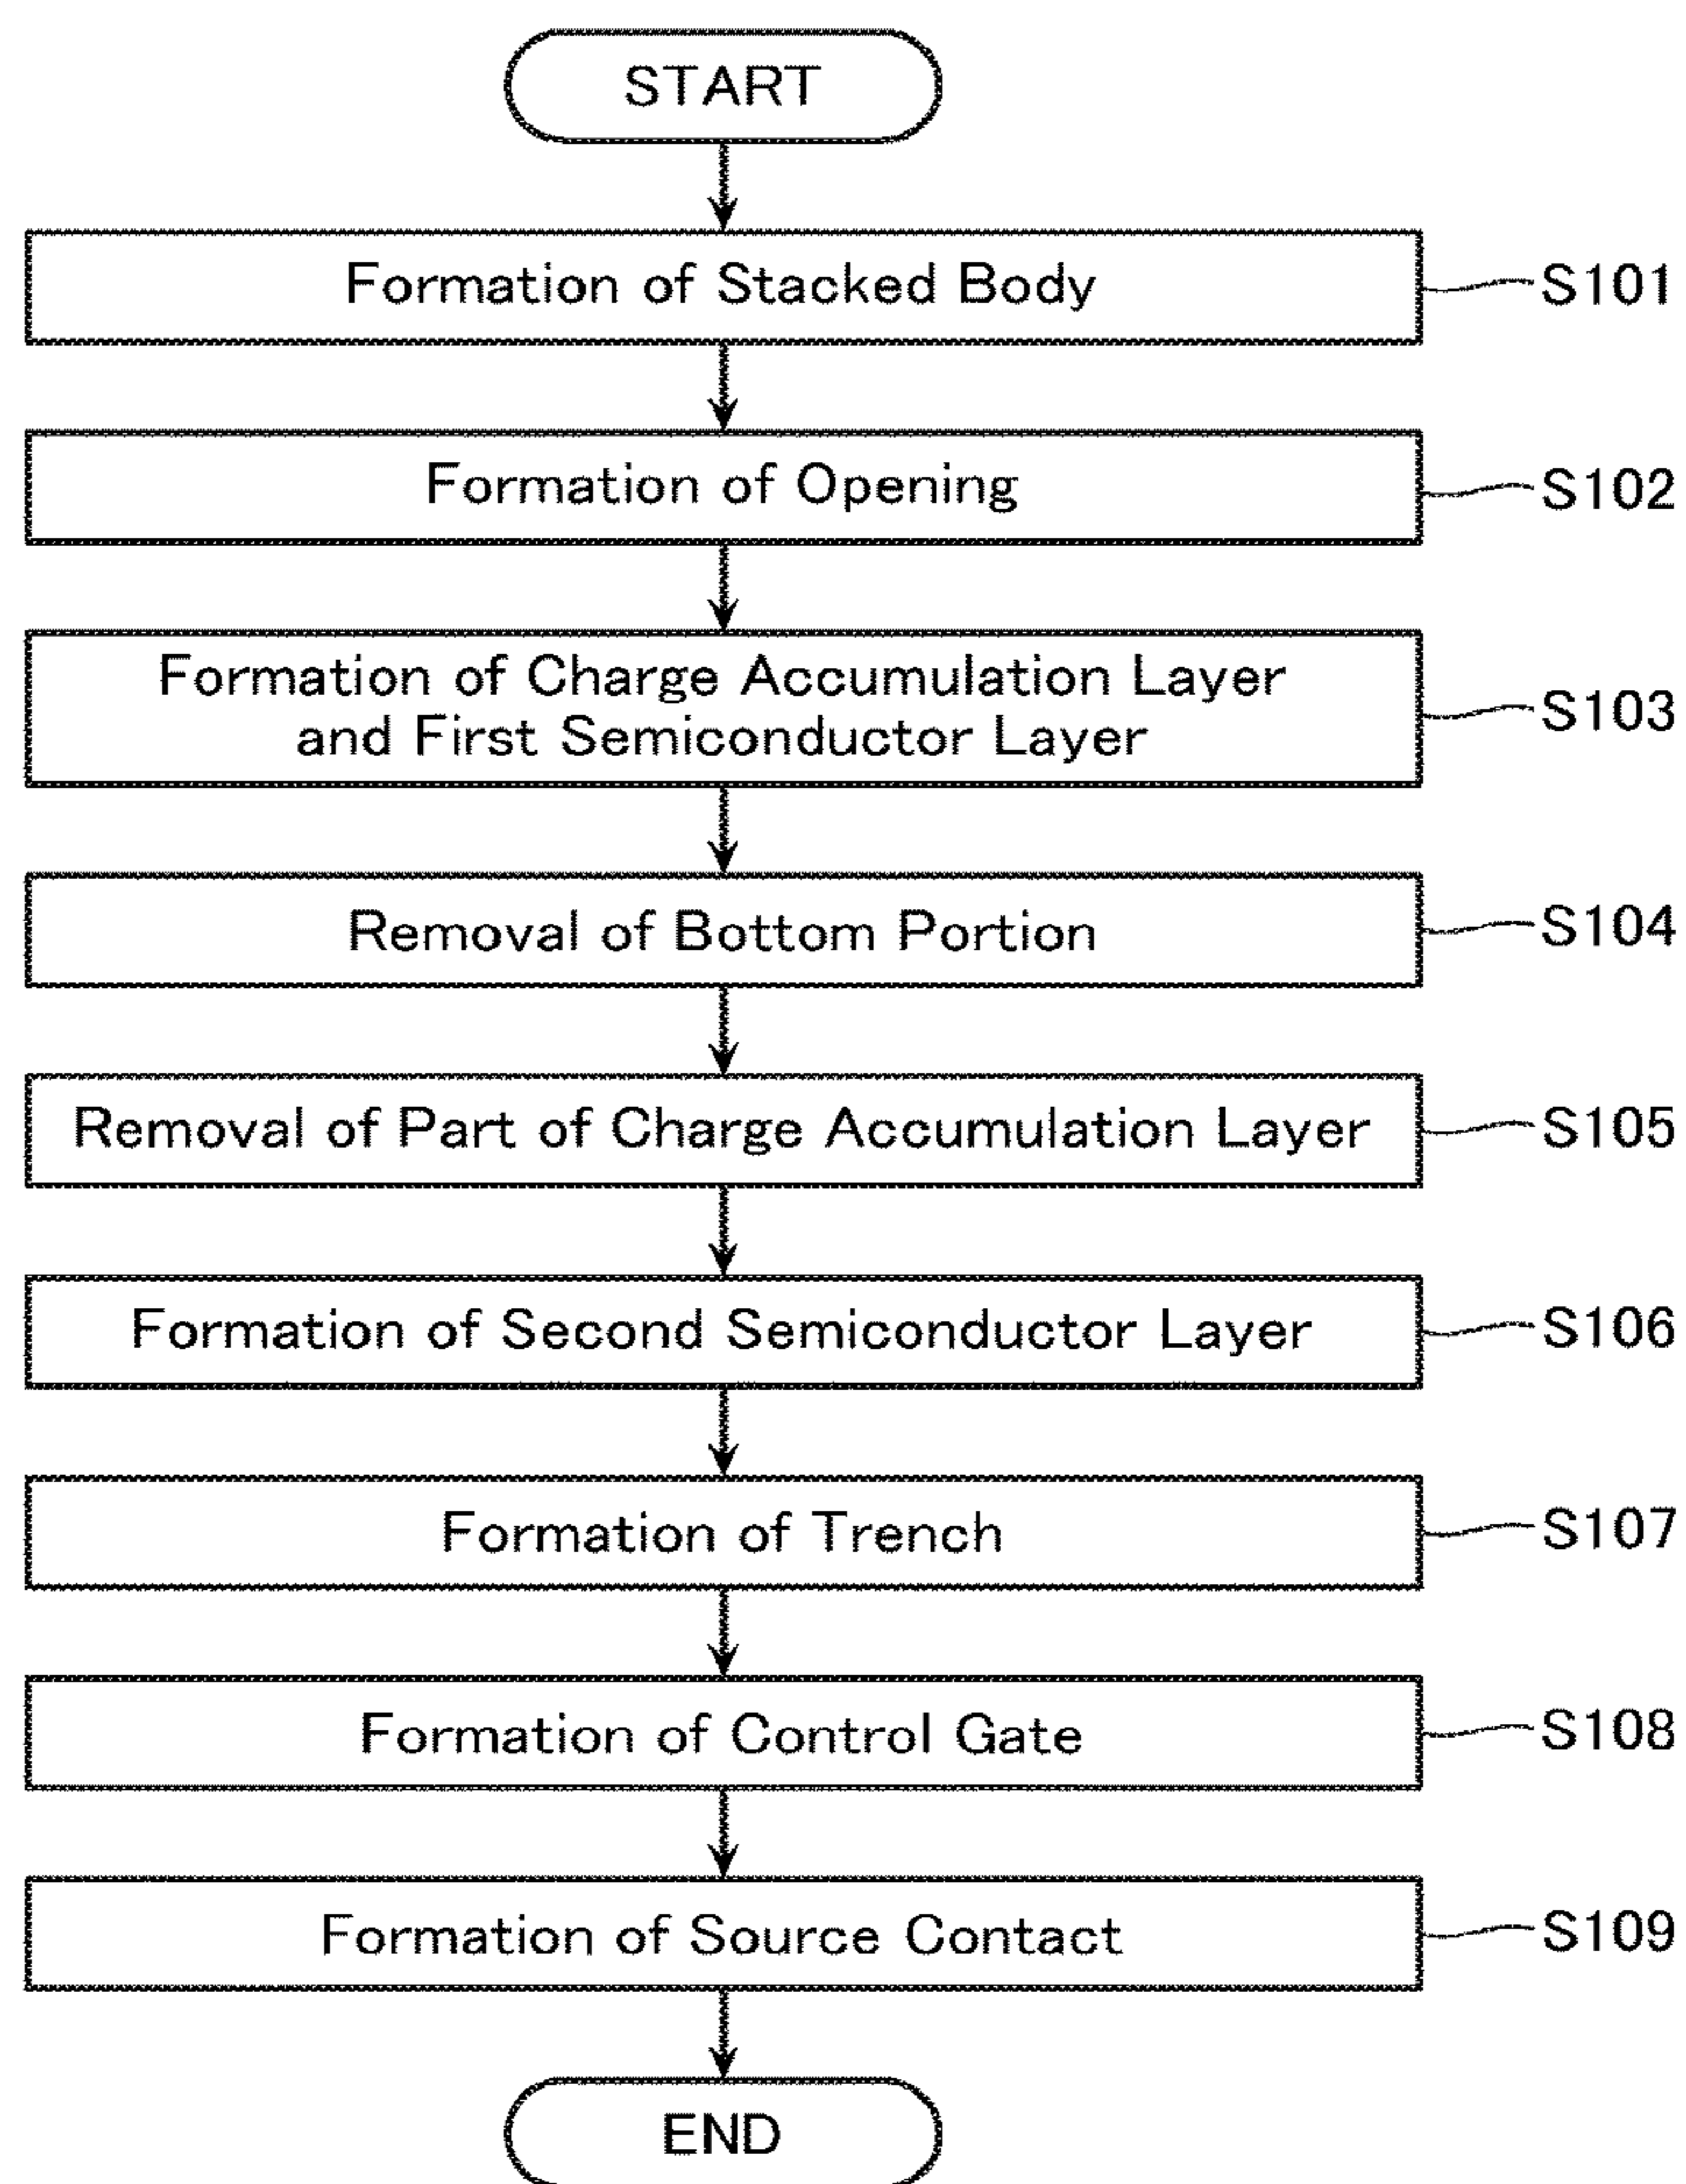 START
Formation of Stacked Body
S101
Formation of Opening
S102
Formation of Charge Accumulation Layer
and First Semiconductor Layer
S103
Removal of Bottom Portion
S104
Removal of Part of Charge Accumulation Layer
S105
Formation of Second Semiconductor Layer
S106
Formation of Trench
S107
Formation of Control Gate
S108
Formation of Source Contact
S109
END